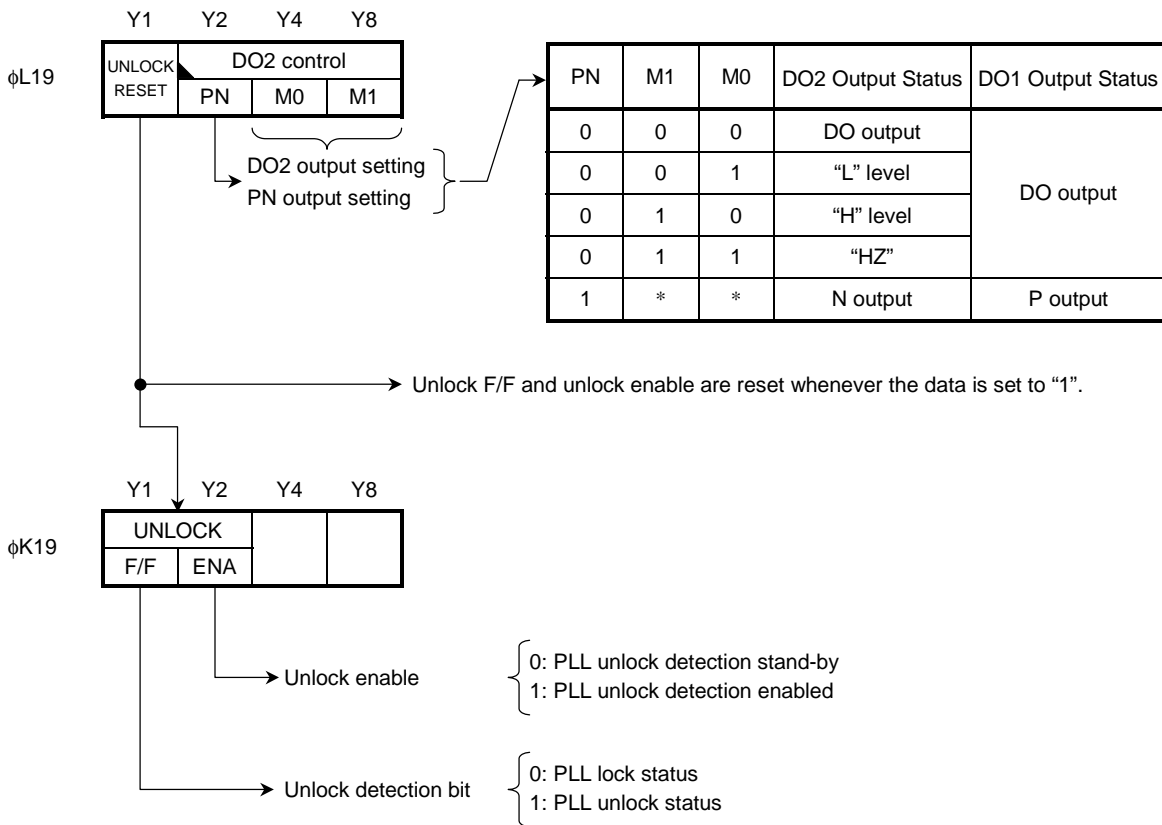 Y1 Y2 Y4 Y8
ϕL19
UNLOCK RESET
DO2 control
PN M0 M1
DO2 output setting
PN output setting
PN M1 M0 DO2 Output Status DO1 Output Status
0 0 0 DO output DO output
0 0 1 “L” level
0 1 0 “H” level
0 1 1 “HZ”
1 * * N output P output
Unlock F/F and unlock enable are reset whenever the data is set to “1”.
Y1 Y2 Y4 Y8
ϕK19
UNLOCK
F/F ENA
Unlock enable
0: PLL unlock detection stand-by
1: PLL unlock detection enabled
Unlock detection bit
0: PLL lock status
1: PLL unlock status